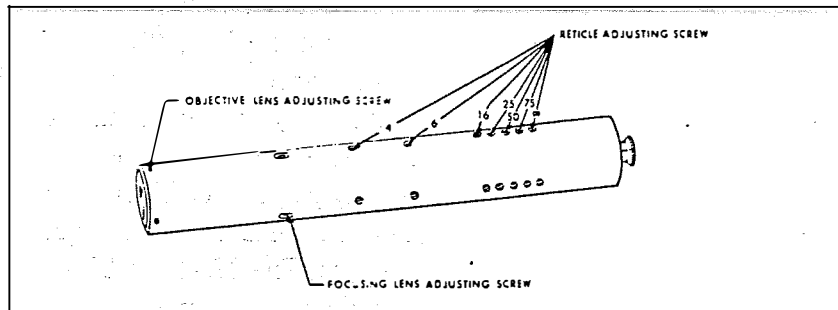 RETICLE ADJUSTING SCREW
OBJECTIVE LENS ADJUSTING SCREW
4
6
16
25
50
75
∞
FOCUSING LENS ADJUSTING SCREW